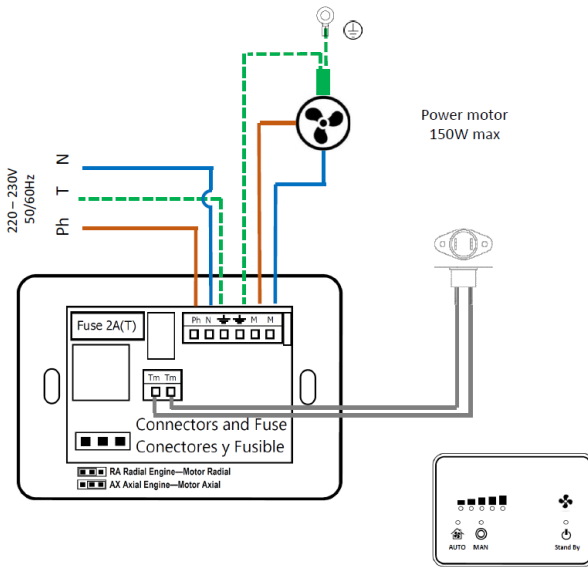 Power motor
150W max
220 – 230V
50/60Hz
N
T
Ph
Fuse 2A(T)
Ph N M M
Tm Tm
Connectors and Fuse
Conectores y Fusible
RA Radial Engine—Motor Radial
AX Axial Engine—Motor Axial
AUTO MAN Stand By